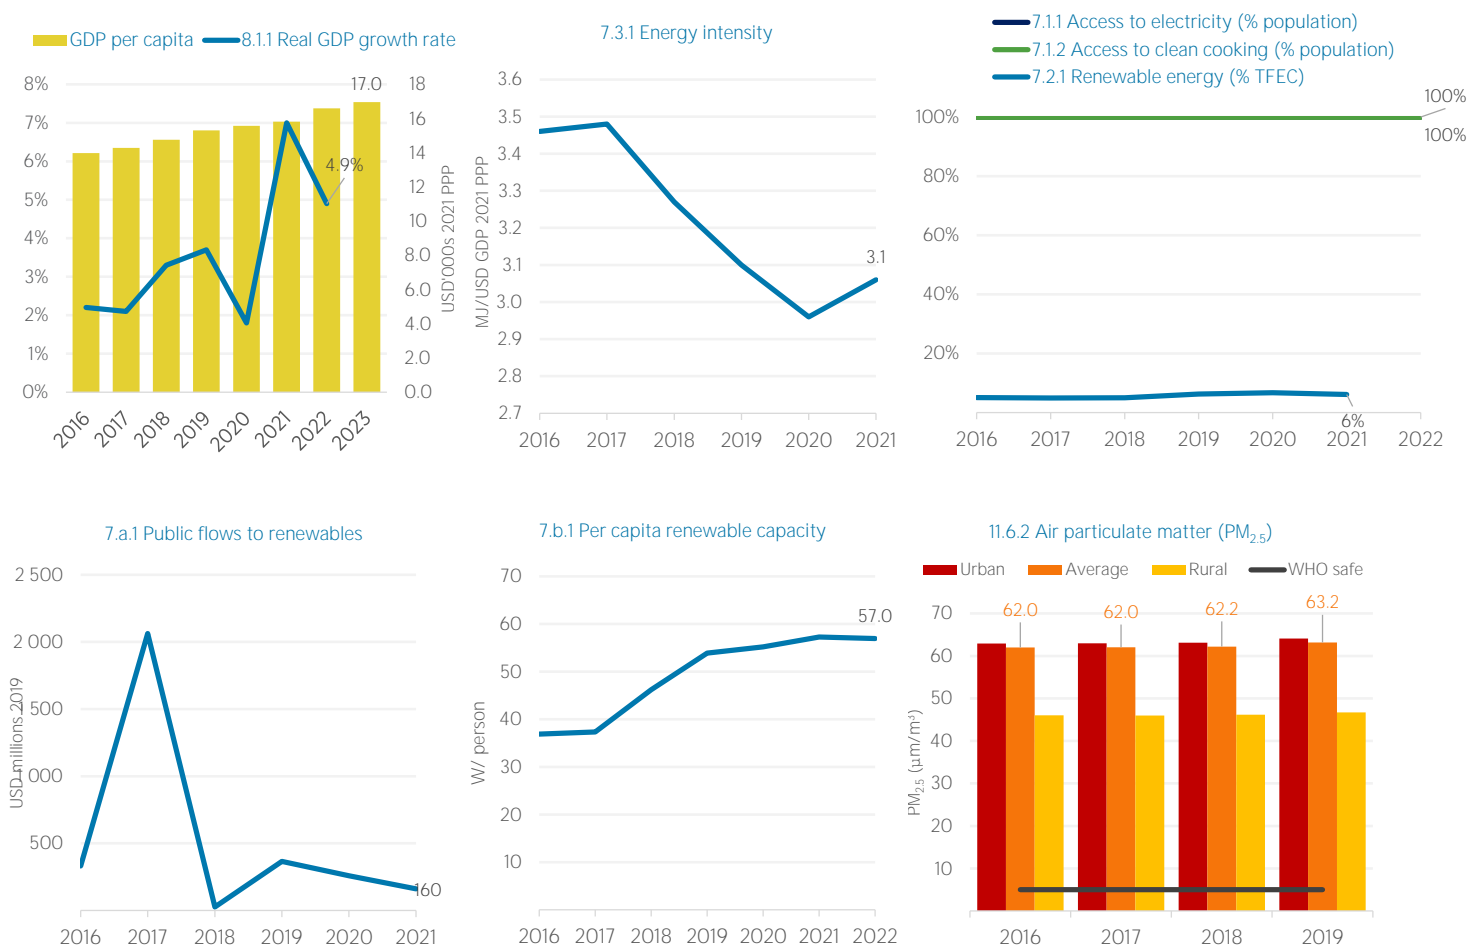 GDP per capita 8.1.1 Real GDP growth rate
8%
7%
6%
5%
4%
3%
2%
1%
0%
17.0
4.9%
18
16
14
12
10
8.0
6.0
4.0
2.0
0.0
USD'000s 2021 PPP
2016 2017 2018 2019 2020 2021 2022 2023
7.3.1 Energy intensity
MJ/USD GDP 2021 PPP
3.6
3.5
3.4
3.3
3.2
3.1
3.0
2.9
2.8
2.7
3.1
2016 2017 2018 2019 2020 2021
7.1.1 Access to electricity (% population)
7.1.2 Access to clean cooking (% population)
7.2.1 Renewable energy (% TFEC)
100%
80%
60%
40%
20%
100%
100%
6%
2016 2017 2018 2019 2020 2021 2022
7.a.1 Public flows to renewables
USD millions 2019
2 500
2 000
1 500
1 000
500
160
2016 2017 2018 2019 2020 2021
7.b.1 Per capita renewable capacity
W/ person
70
60
50
40
30
20
10
57.0
2016 2017 2018 2019 2020 2021 2022
11.6.2 Air particulate matter (PM2.5)
Urban Average Rural WHO safe
PM2.5 (µm/m³)
70
60
50
40
30
20
10
62.0 62.0 62.2 63.2
2016 2017 2018 2019